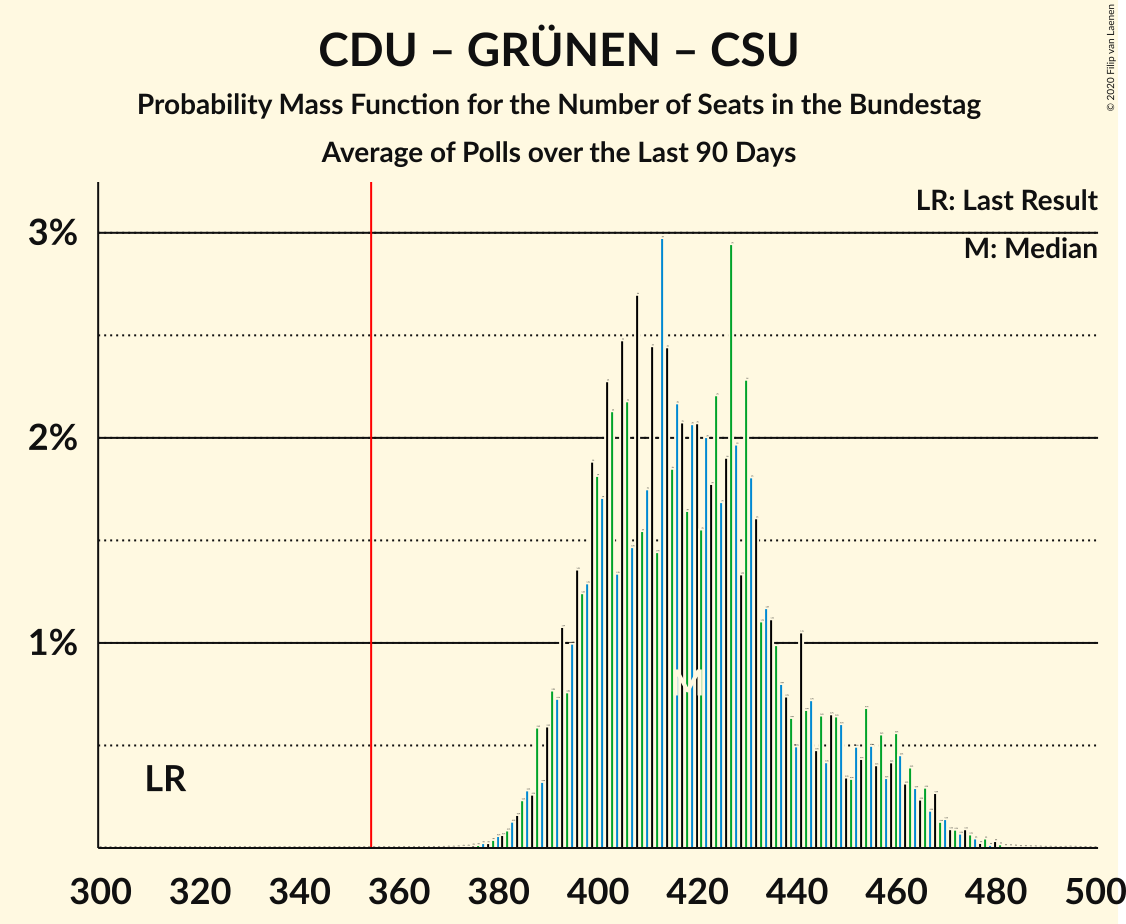 CDU – GRÜNEN – CSU
Probability Mass Function for the Number of Seats in the Bundestag
Average of Polls over the Last 90 Days
© 2020 Filip van Laenen
LR: Last Result
M: Median
3%
2%
1%
M
LR
300 320 340 360 380 400 420 440 460 480 500